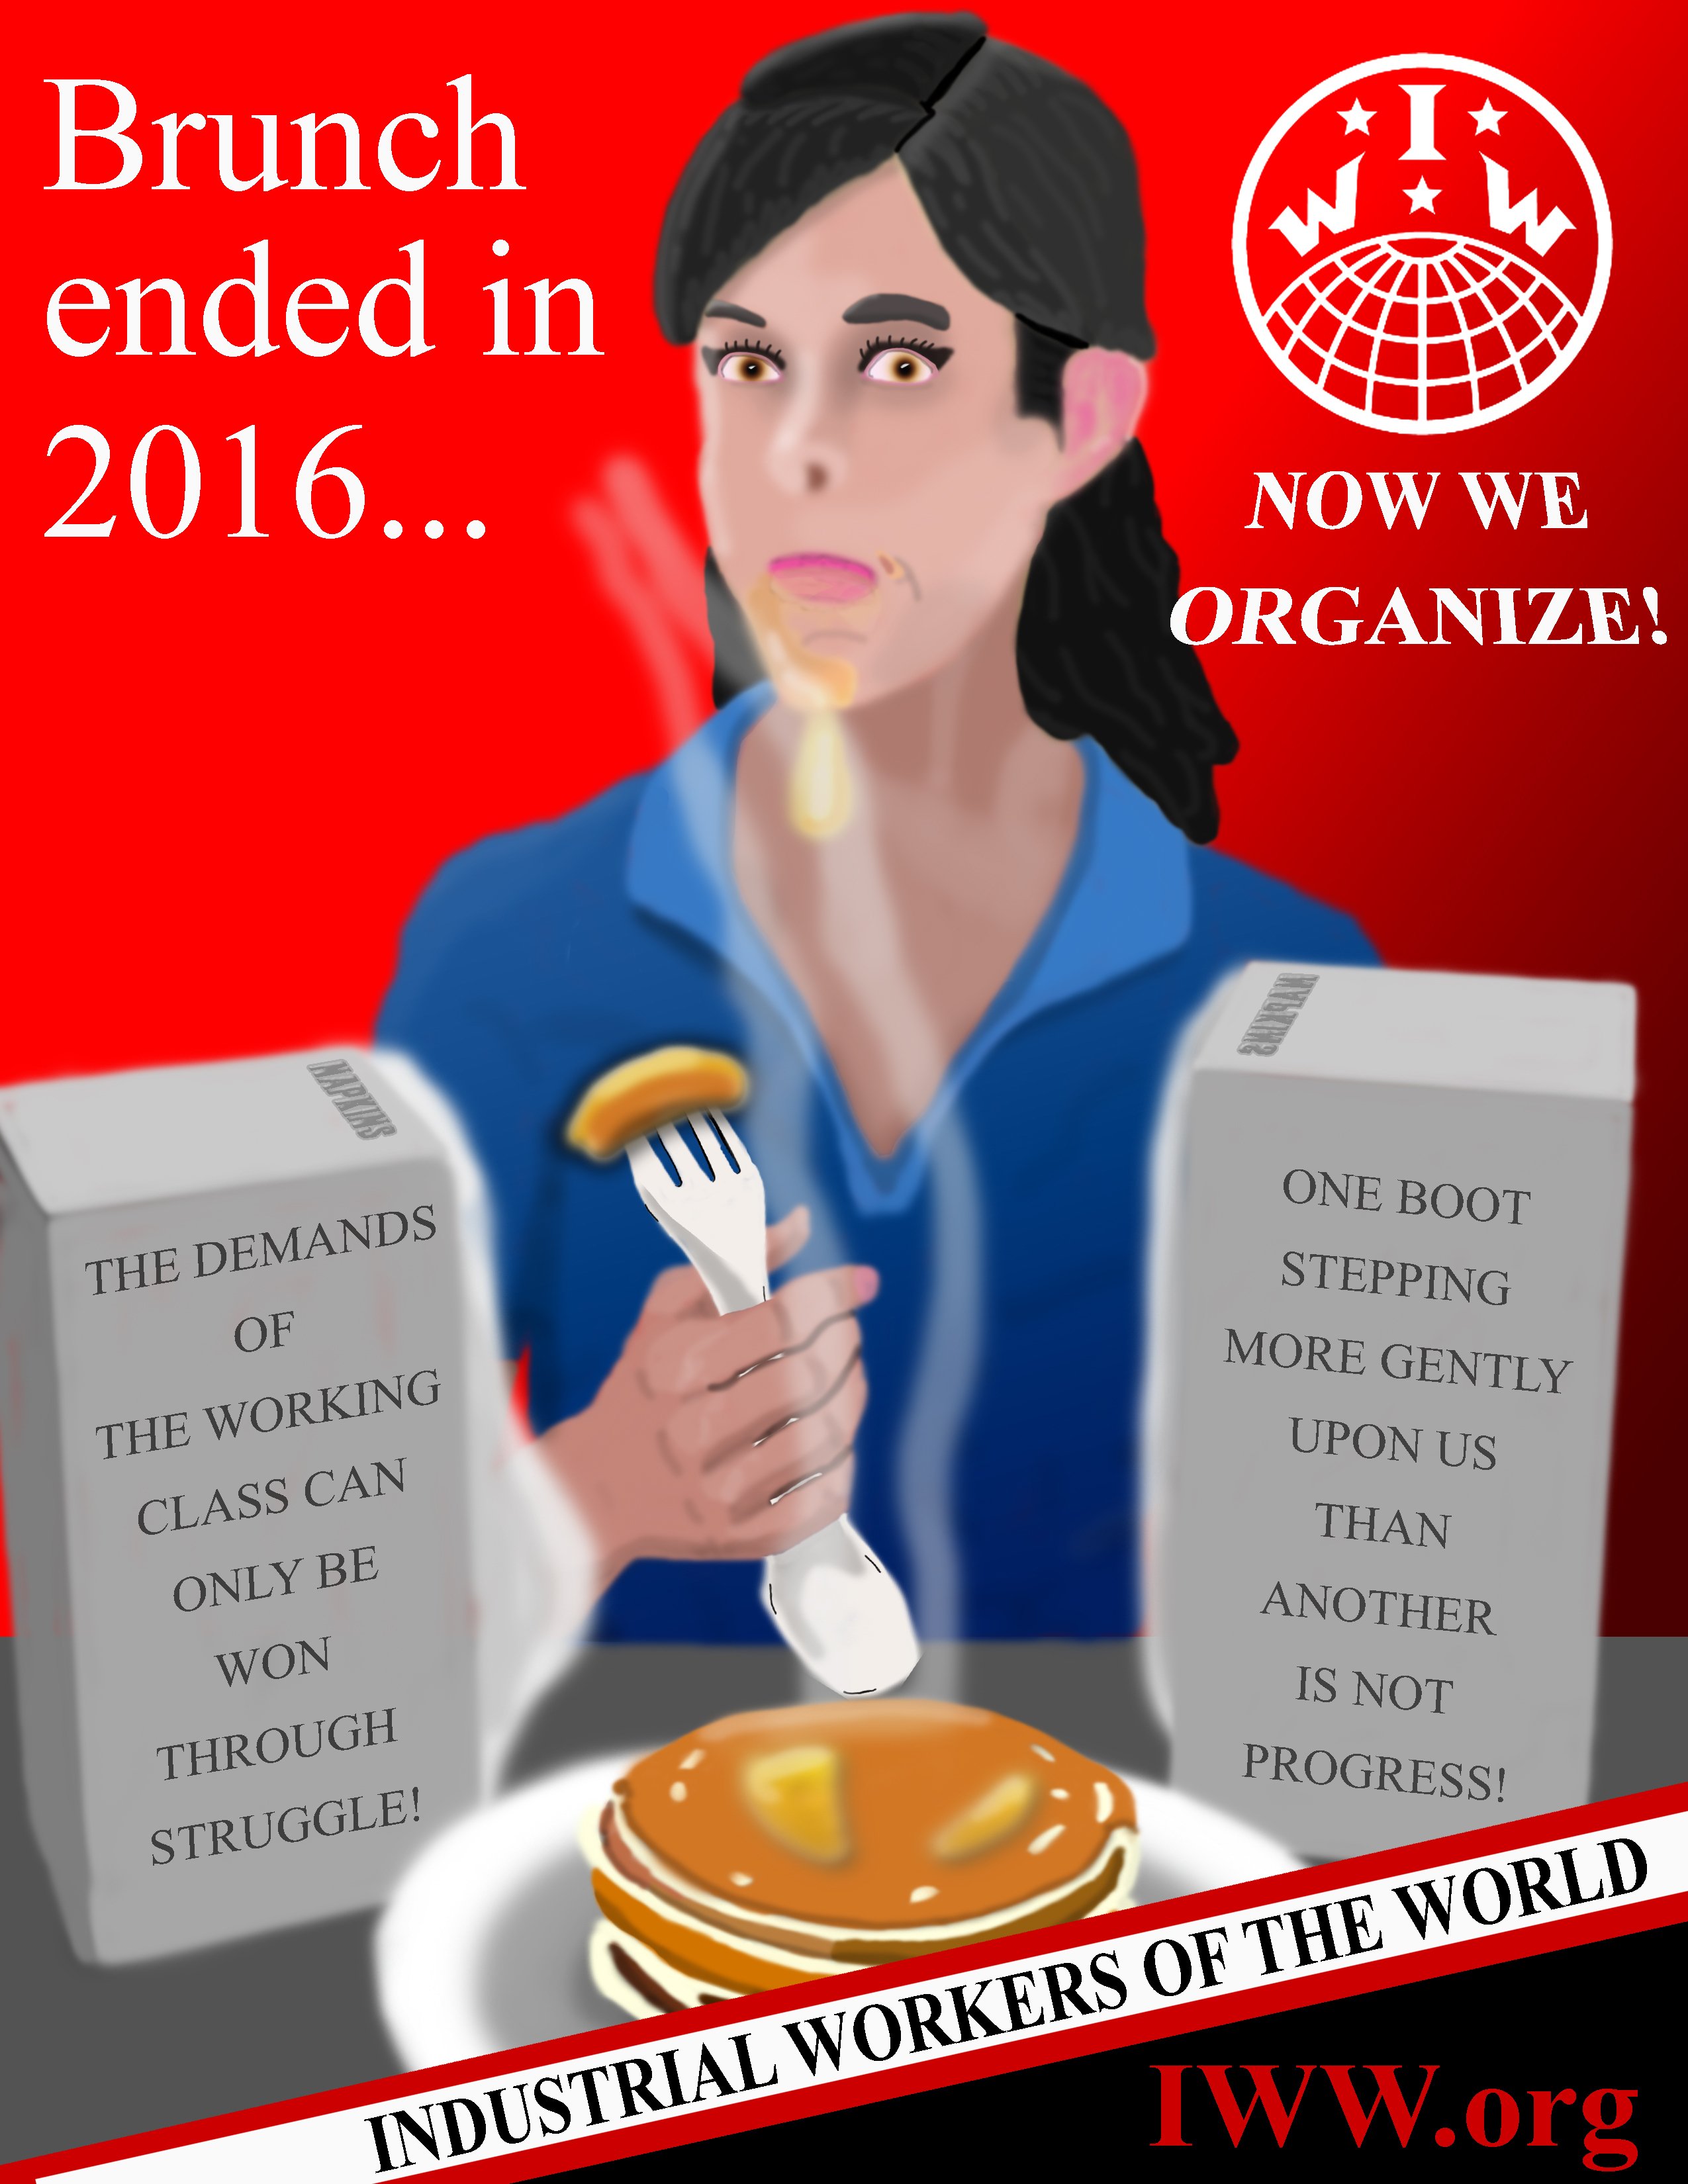 Brunch
ended in
2016...
I
W W
NOW WE
ORGANIZE!
NAPKINS
THE DEMANDS
OF
THE WORKING
CLASS CAN
ONLY BE
WON
THROUGH
STRUGGLE!
NAPKINS
ONE BOOT
STEPPING
MORE GENTLY
UPON US
THAN
ANOTHER
IS NOT
PROGRESS!
INDUSTRIAL WORKERS OF THE WORLD
IWW.org